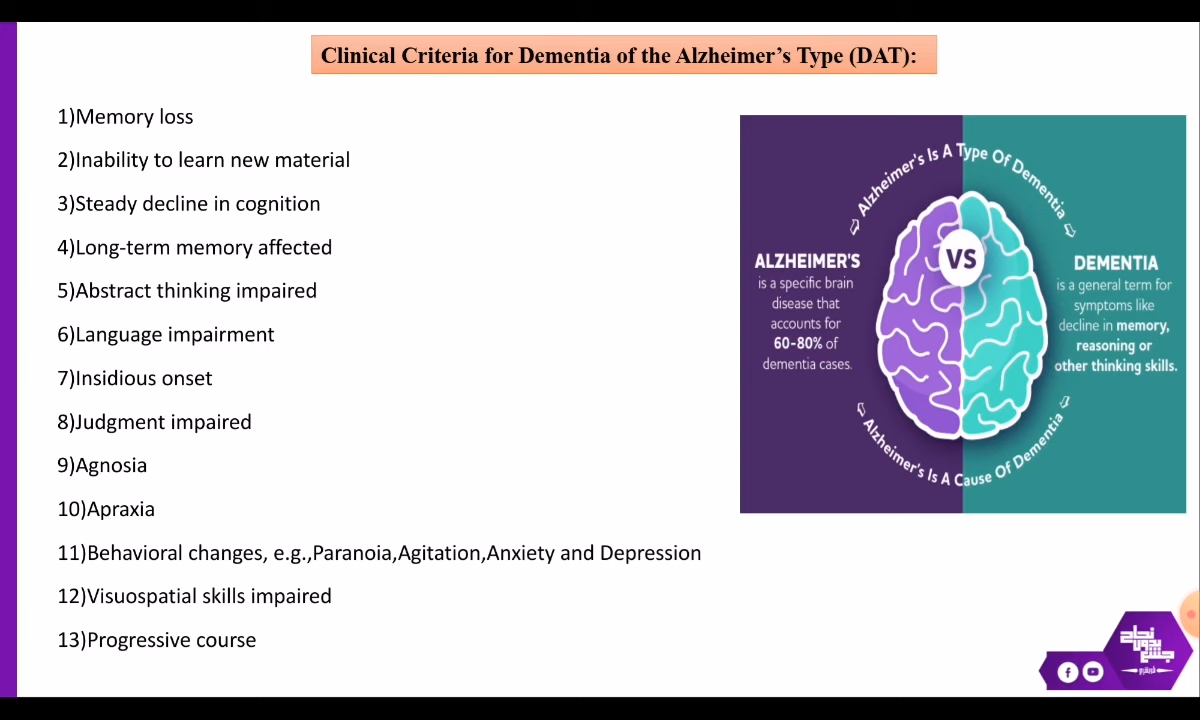 Clinical Criteria for Dementia of the Alzheimer’s Type (DAT):
1)Memory loss
2)Inability to learn new material
3)Steady decline in cognition
4)Long-term memory affected
5)Abstract thinking impaired
6)Language impairment
7)Insidious onset
8)Judgment impaired
9)Agnosia
10)Apraxia
11)Behavioral changes, e.g.,Paranoia,Agitation,Anxiety and Depression
12)Visuospatial skills impaired
13)Progressive course
Alzheimer's Is A Type Of Dementia
VS
ALZHEIMER'S
is a specific brain
disease that
accounts for
60-80% of
dementia cases.
DEMENTIA
is a general term for
symptoms like
decline in memory,
reasoning or
other thinking skills.
Alzheimer's Is A Cause Of Dementia
نحلم
بدون